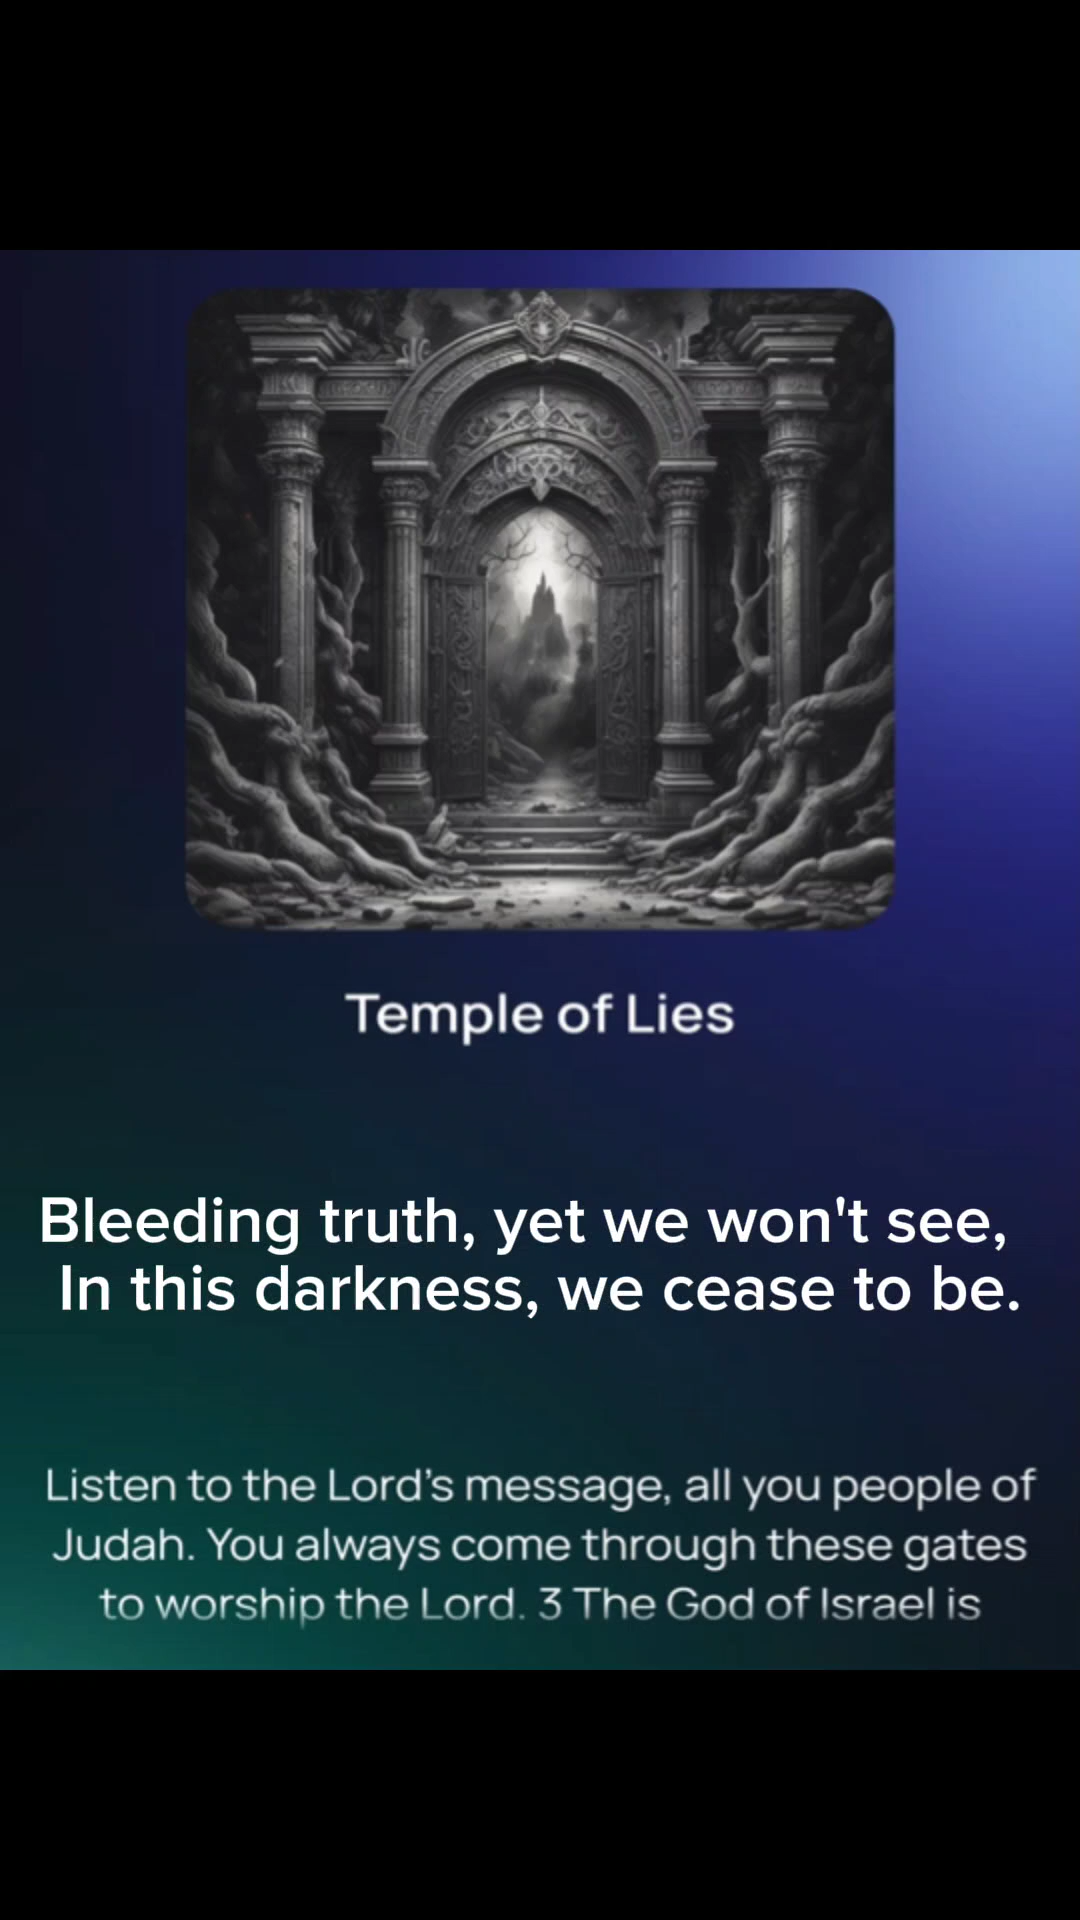 Temple of Lies
Bleeding truth, yet we won't see,
In this darkness, we cease to be.
Listen to the Lord’s message, all you people of
Judah. You always come through these gates
to worship the Lord. 3 The God of Israel is